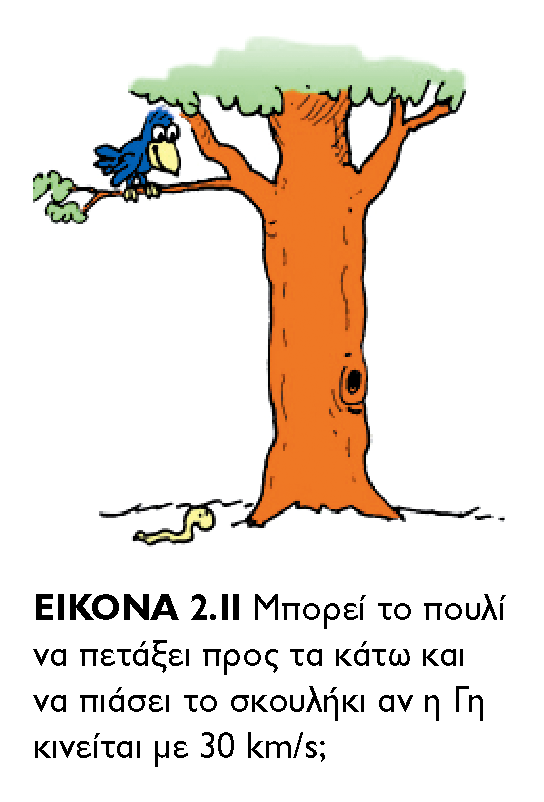 ΕΙΚΟΝΑ 2.11 Μπορεί το πουλί
να πετάξει προς τα κάτω και
να πιάσει το σκουλήκι αν η Γη
κινείται με 30 km/s;